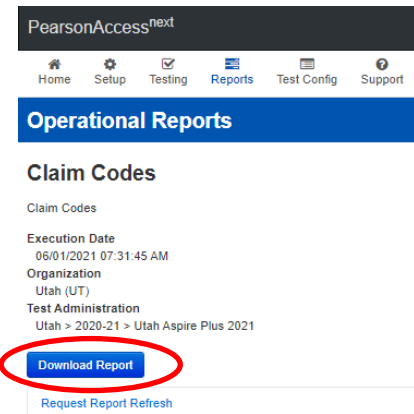 PearsonAccessnext
Home Setup Testing Reports Test Config Support
Operational Reports
Claim Codes
Claim Codes
Execution Date
06/01/2021 07:31:45 AM
Organization
Utah (UT)
Test Administration
Utah > 2020-21 > Utah Aspire Plus 2021
Download Report
Request Report Refresh